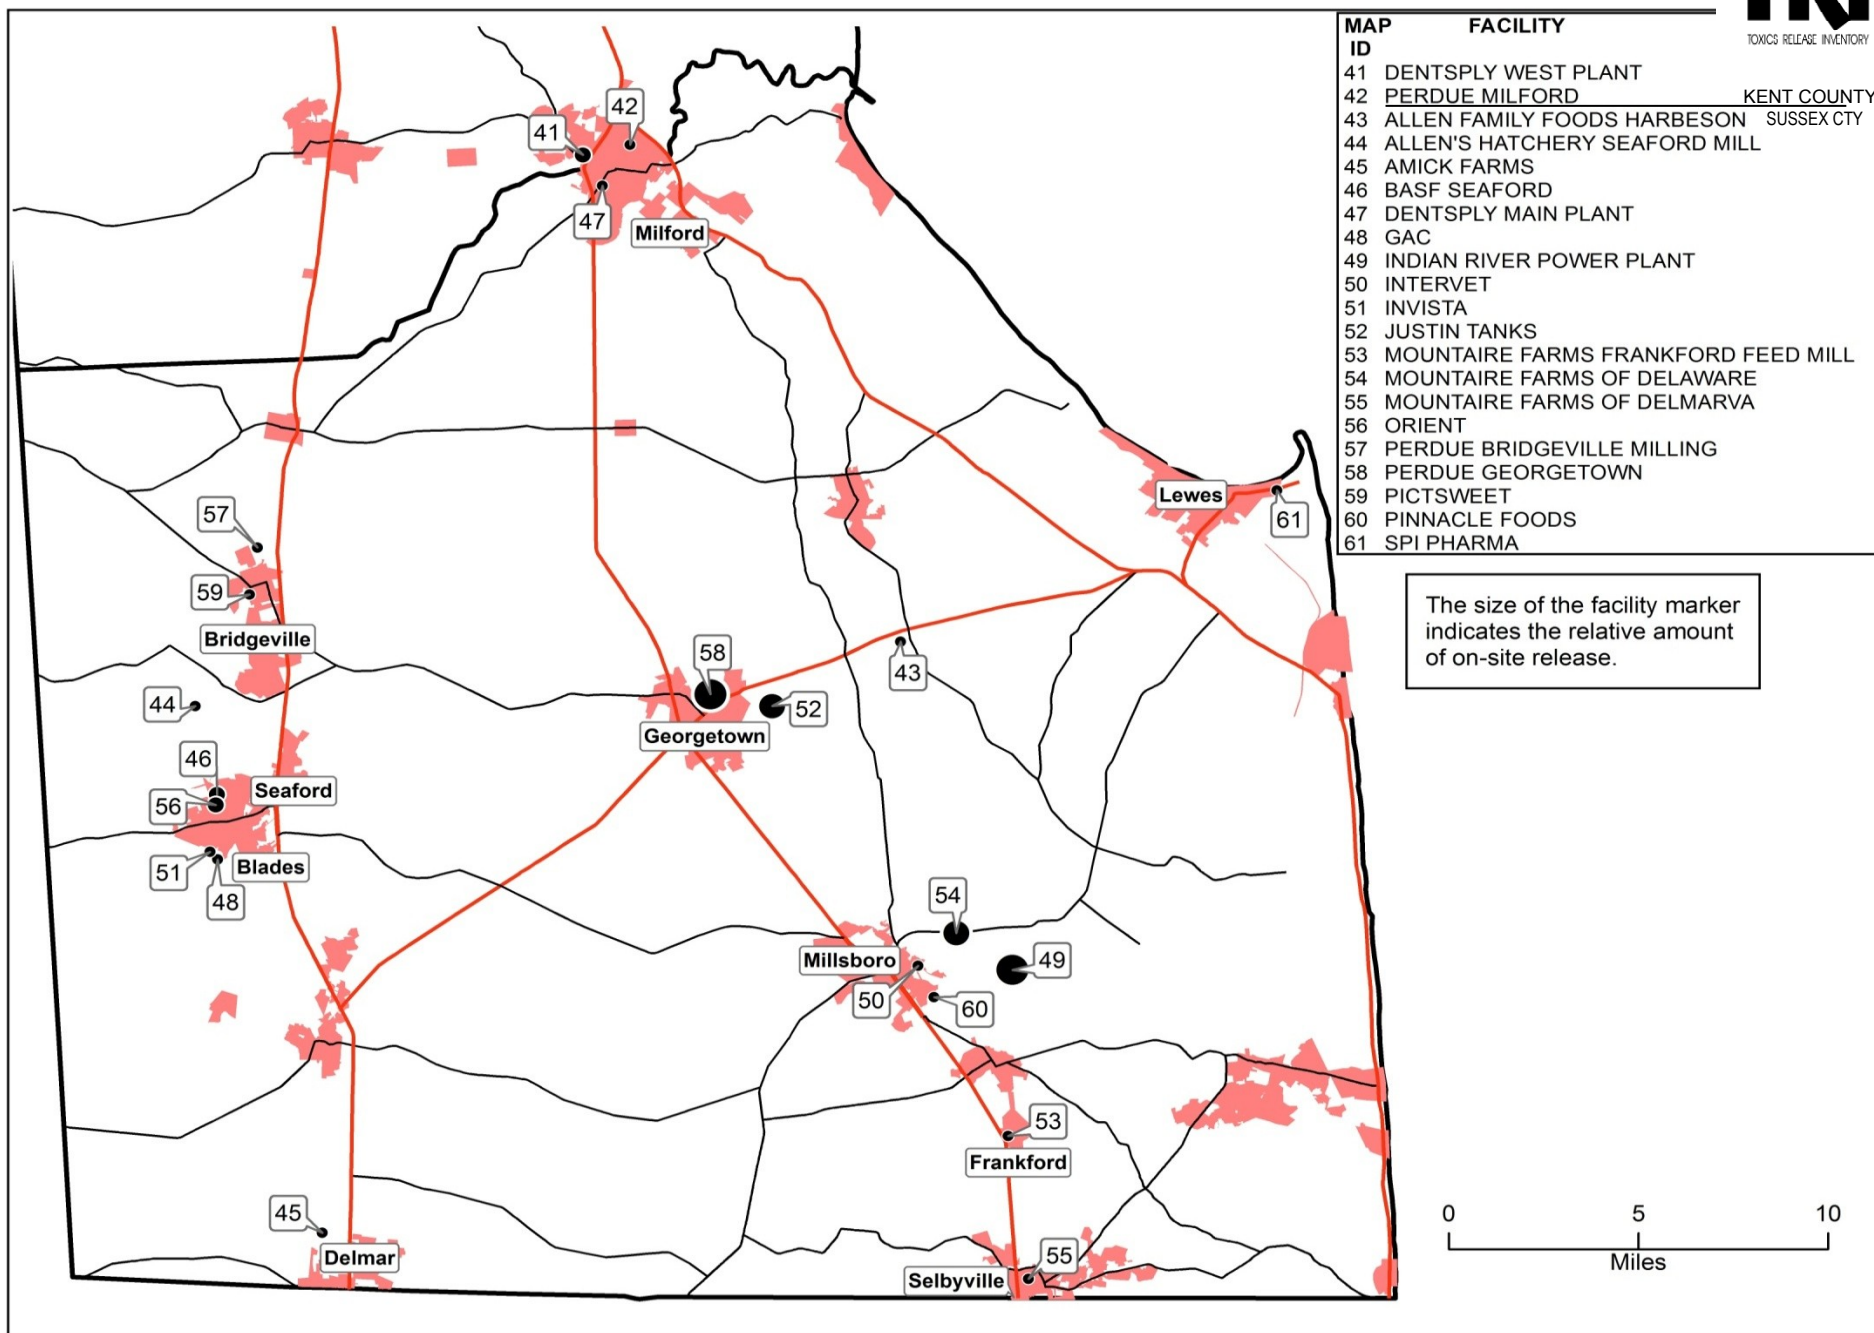 TRI
TOXICS RELEASE INVENTORY
MAP FACILITY
ID
41 DENTSPLY WEST PLANT
42 PERDUE MILFORD KENT COUNTY
43 ALLEN FAMILY FOODS HARBESON SUSSEX CTY
44 ALLEN'S HATCHERY SEAFORD MILL
45 AMICK FARMS
46 BASF SEAFORD
47 DENTSPLY MAIN PLANT
48 GAC
49 INDIAN RIVER POWER PLANT
50 INTERVET
51 INVISTA
52 JUSTIN TANKS
53 MOUNTAIRE FARMS FRANKFORD FEED MILL
54 MOUNTAIRE FARMS OF DELAWARE
55 MOUNTAIRE FARMS OF DELMARVA
56 ORIENT
57 PERDUE BRIDGEVILLE MILLING
58 PERDUE GEORGETOWN
59 PICTSWEET
60 PINNACLE FOODS
61 SPI PHARMA
The size of the facility marker
indicates the relative amount
of on-site release.
42
41
47
Milford
Lewes
61
57
59
Bridgeville
58
43
44
52
Georgetown
46
Seaford
56
51
Blades
48
54
Millsboro
49
50
60
53
Frankford
45
Delmar
55
Selbyville
0 5 10
Miles